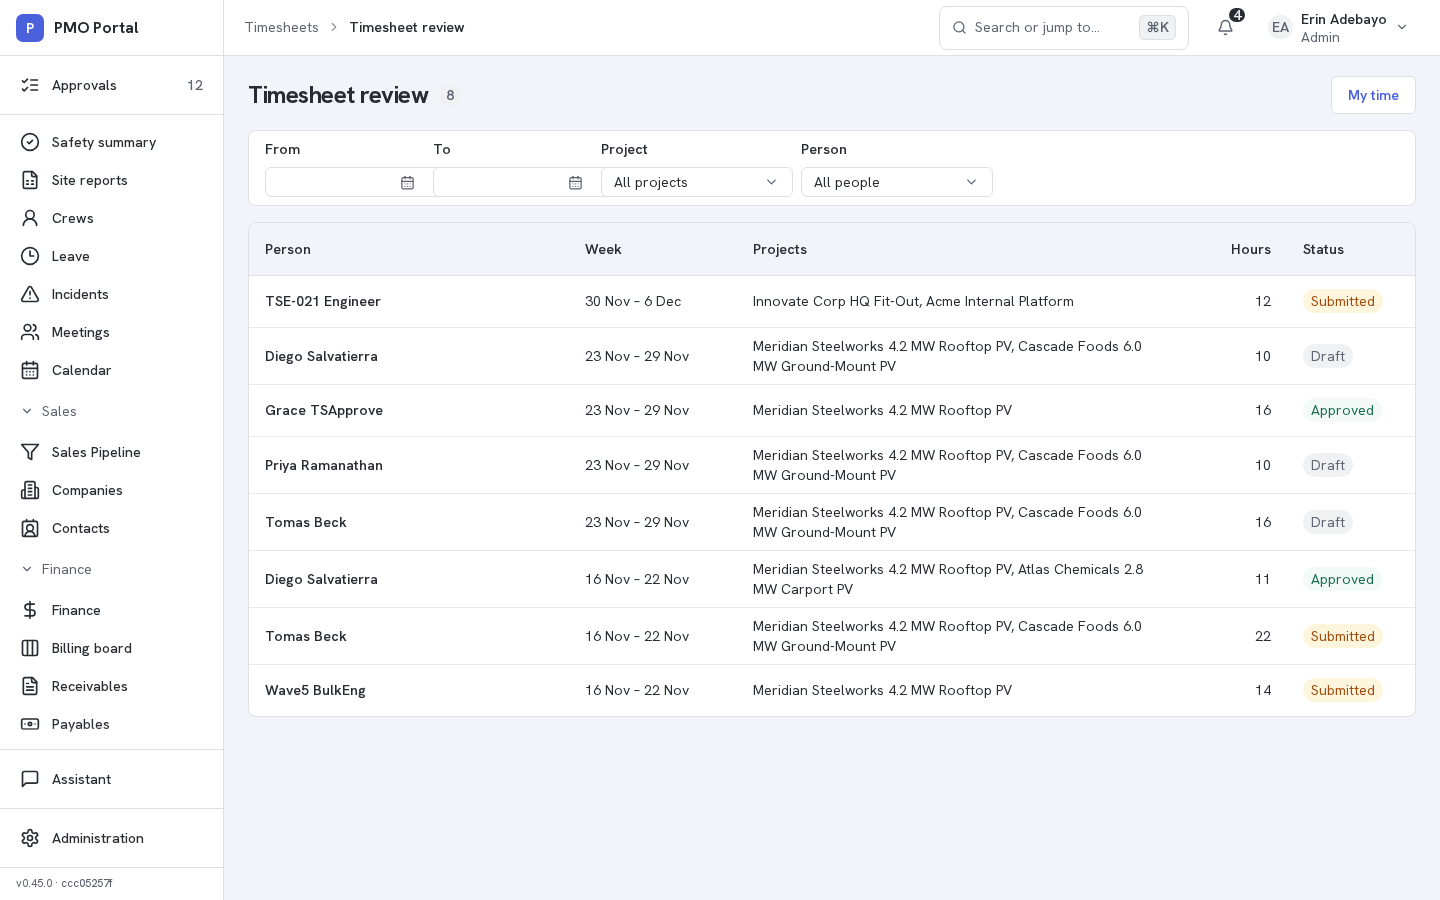 P PMO Portal
Timesheets > Timesheet review
Search or jump to... ⌘K
4
EA
Erin Adebayo
Admin
Approvals 12
Safety summary
Site reports
Crews
Leave
Incidents
Meetings
Calendar
Sales
Sales Pipeline
Companies
Contacts
Finance
Finance
Billing board
Receivables
Payables
Assistant
Administration
v0.45.0 · ccc05257f
Timesheet review 8
My time
From To Project Person
All projects All people
Person Week Projects Hours Status
TSE-021 Engineer 30 Nov – 6 Dec Innovate Corp HQ Fit-Out, Acme Internal Platform 12 Submitted
Diego Salvatierra 23 Nov – 29 Nov Meridian Steelworks 4.2 MW Rooftop PV, Cascade Foods 6.0
MW Ground-Mount PV 10 Draft
Grace TSApprove 23 Nov – 29 Nov Meridian Steelworks 4.2 MW Rooftop PV 16 Approved
Priya Ramanathan 23 Nov – 29 Nov Meridian Steelworks 4.2 MW Rooftop PV, Cascade Foods 6.0
MW Ground-Mount PV 10 Draft
Tomas Beck 23 Nov – 29 Nov Meridian Steelworks 4.2 MW Rooftop PV, Cascade Foods 6.0
MW Ground-Mount PV 16 Draft
Diego Salvatierra 16 Nov – 22 Nov Meridian Steelworks 4.2 MW Rooftop PV, Atlas Chemicals 2.8
MW Carport PV 11 Approved
Tomas Beck 16 Nov – 22 Nov Meridian Steelworks 4.2 MW Rooftop PV, Cascade Foods 6.0
MW Ground-Mount PV 22 Submitted
Wave5 BulkEng 16 Nov – 22 Nov Meridian Steelworks 4.2 MW Rooftop PV 14 Submitted